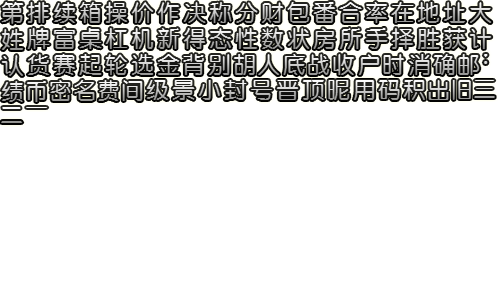 第排续箱操价作决称分财包番合率在地址大
姓牌富桌杠机新得态性数状房所手择胜获计
认货赛起轮选金背别胡人底战收户时消确邮:
绩币密名费间级景小封号晋顶昵用码积出旧三
二一